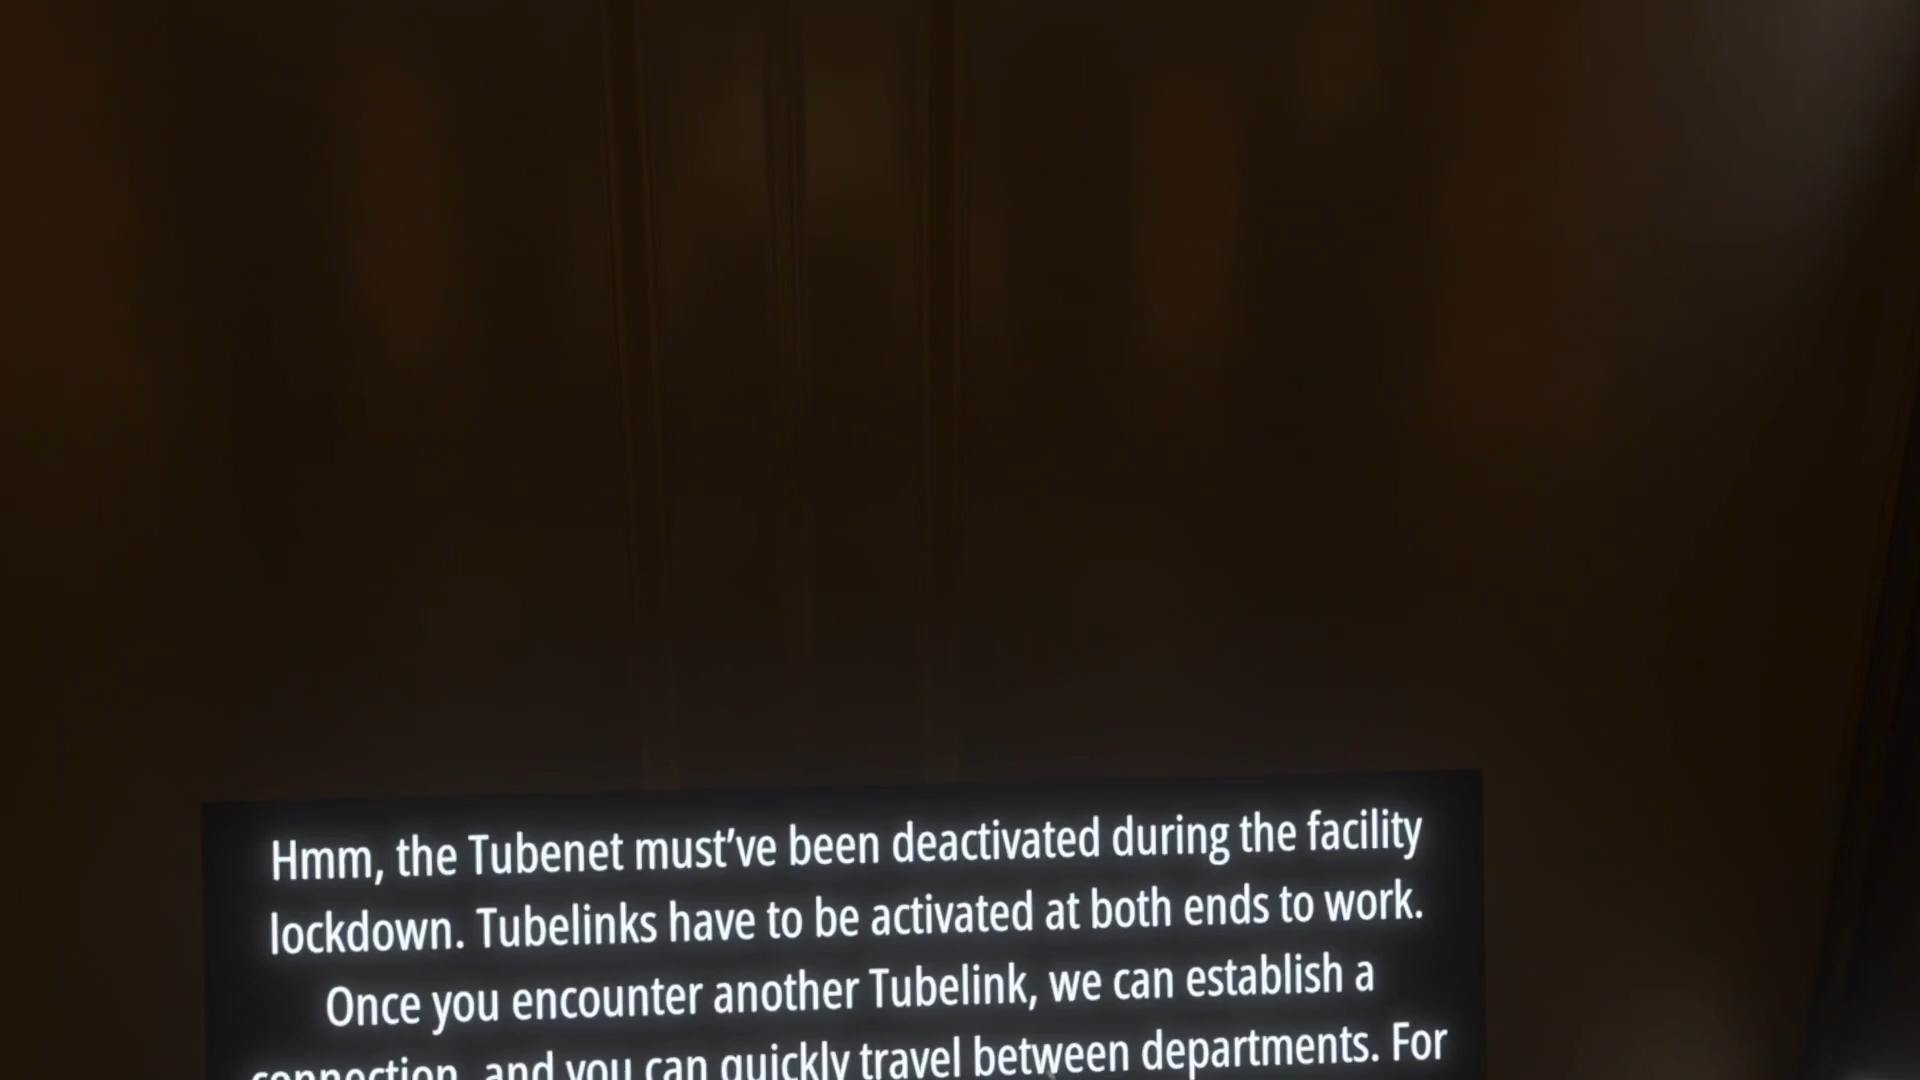 Hmm, the Tubenet must’ve been deactivated during the facility
lockdown. Tubelinks have to be activated at both ends to work.
Once you encounter another Tubelink, we can establish a
connection, and you can quickly travel between departments. For